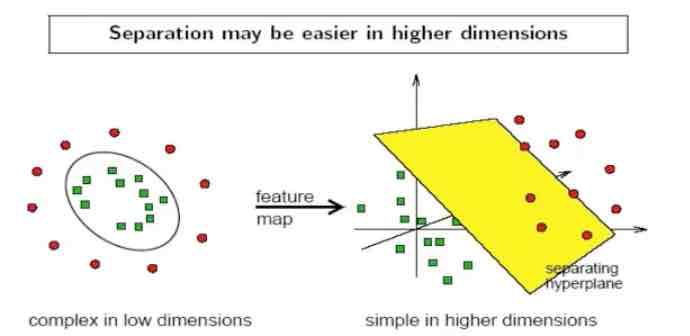 Separation may be easier in higher dimensions
feature
map
separating
hyperplane
complex in low dimensions
simple in higher dimensions